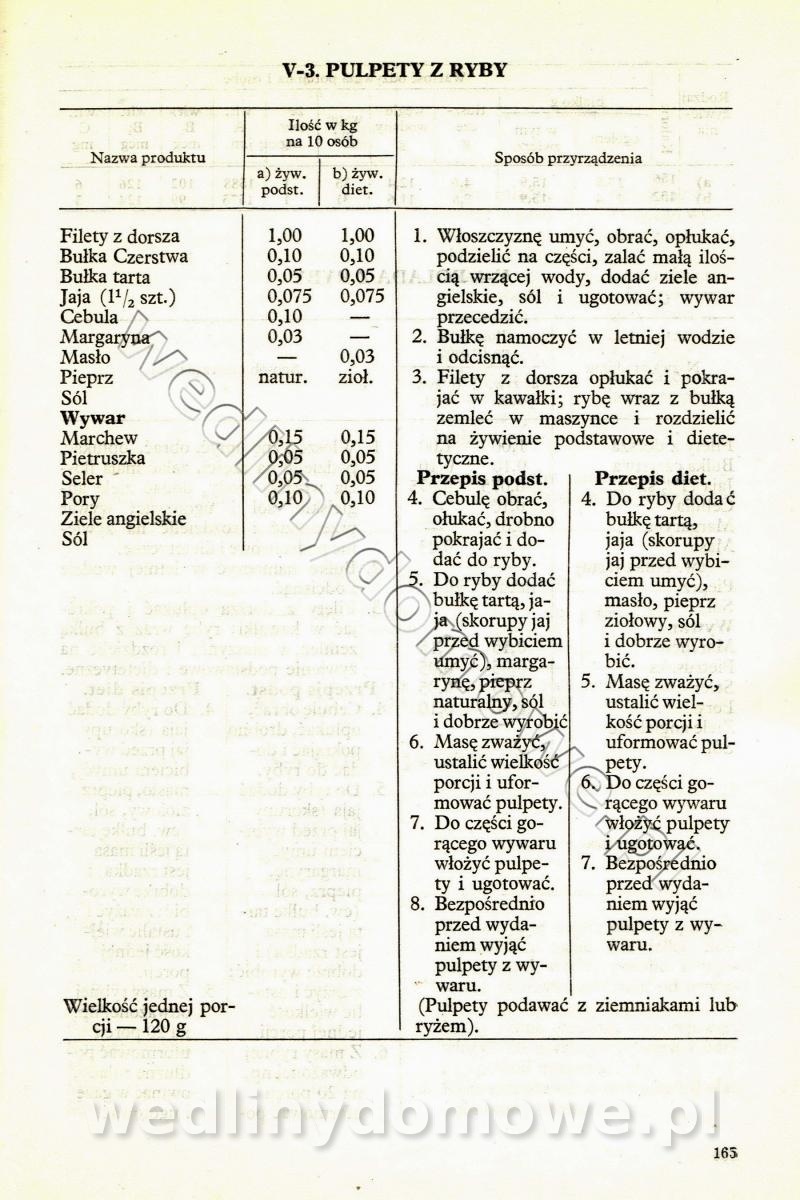 V-3. PULPETY Z RYBY
Nazwa produktu
Ilość w kg
na 10 osób
a) żyw.
podst.
b) żyw.
diet.
Sposób przyrządzenia
Filety z dorsza 1,00 1,00
Bułka Czerstwa 0,10 0,10
Bułka tarta 0,05 0,05
Jaja (1¹/₂ szt.) 0,075 0,075
Cebula 0,10 —
Margaryna 0,03 —
Masło — 0,03
Pieprz natur. zioł.
Sól
Wywar
Marchew 0,15 0,15
Pietruszka 0,05 0,05
Seler 0,05 0,05
Pory 0,10 0,10
Ziele angielskie
Sól
Wielkość jednej por-
cji — 120 g
1. Włoszczyznę umyć, obrać, opłukać,
podzielić na części, zalać małą iloś-
cią wrzącej wody, dodać ziele an-
gielskie, sól i ugotować; wywar
przecedzić.
2. Bułkę namoczyć w letniej wodzie
i odcisnąć.
3. Filety z dorsza opłukać i pokra-
jać w kawałki; rybę wraz z bułką
zemleć w maszynce i rozdzielić
na żywienie podstawowe i diete-
tyczne.
Przepis podst.
4. Cebulę obrać,
ołukać, drobno
pokrajać i do-
dać do ryby.
5. Do ryby dodać
bułkę tartą, ja-
ja (skorupy jaj
przed wybiciem
umyć), marga-
rynę, pieprz
naturalny, sól
i dobrze wyrobić
6. Masę zważyć,
ustalić wielkość
porcji i ufor-
mować pulpety.
7. Do części go-
rącego wywaru
włożyć pulpe-
ty i ugotować.
8. Bezpośrednio
przed wyda-
niem wyjąć
pulpety z wy-
waru.
Przepis diet.
4. Do ryby dodać
bułkę tartą,
jaja (skorupy
jaj przed wybi-
ciem umyć),
masło, pieprz
ziołowy, sól
i dobrze wyro-
bić.
5. Masę zważyć,
ustalić wiel-
kość porcji i
uformować pul-
pety.
6. Do części go-
rącego wywaru
włożyć pulpety
i ugotować.
7. Bezpośrednio
przed wyda-
niem wyjąć
pulpety z wy-
waru.
(Pulpety podawać z ziemniakami lub
ryżem).
wedlinydomowe.pl
wedlinydomowe.pl
165